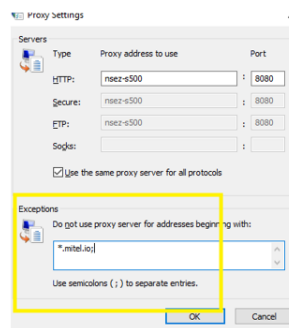 Proxy Settings
Servers
Type Proxy address to use Port
HTTP: nsez-s500 : 8080
Secure: nsez-s500 : 8080
FTP: nsez-s500 : 8080
Socks: :
Use the same proxy server for all protocols
Exceptions
Do not use proxy server for addresses beginning with:
*.mitel.io;
Use semicolons ( ; ) to separate entries.
OK Cancel